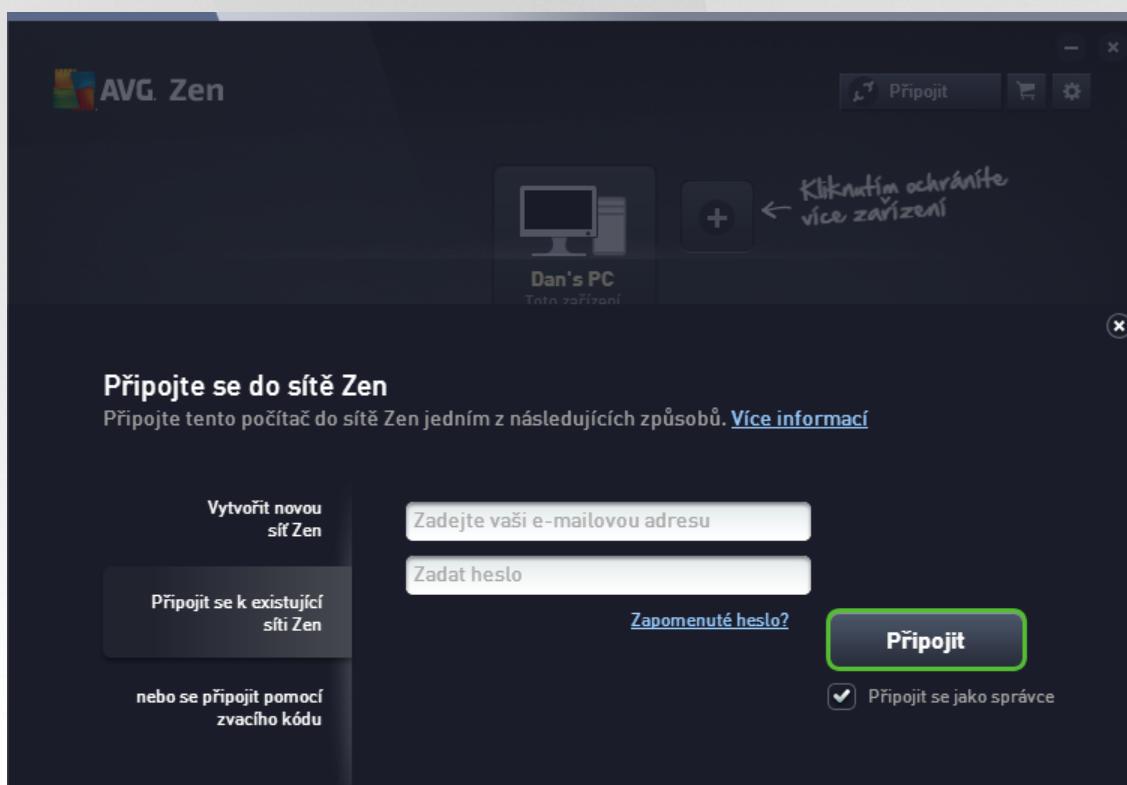 AVG. Zen
Připojit
Kliknutím ochráníte
více zařízení
Dan's PC
Toto zařízení
Připojte se do sítě Zen
Připojte tento počítač do sítě Zen jedním z následujících způsobů. Více informací
Vytvořit novou
síť Zen
Zadejte vaši e-mailovou adresu
Zadat heslo
Připojit se k existující
síti Zen
Zapomenuté heslo?
Připojit
nebo se připojit pomocí
zvacího kódu
Připojit se jako správce